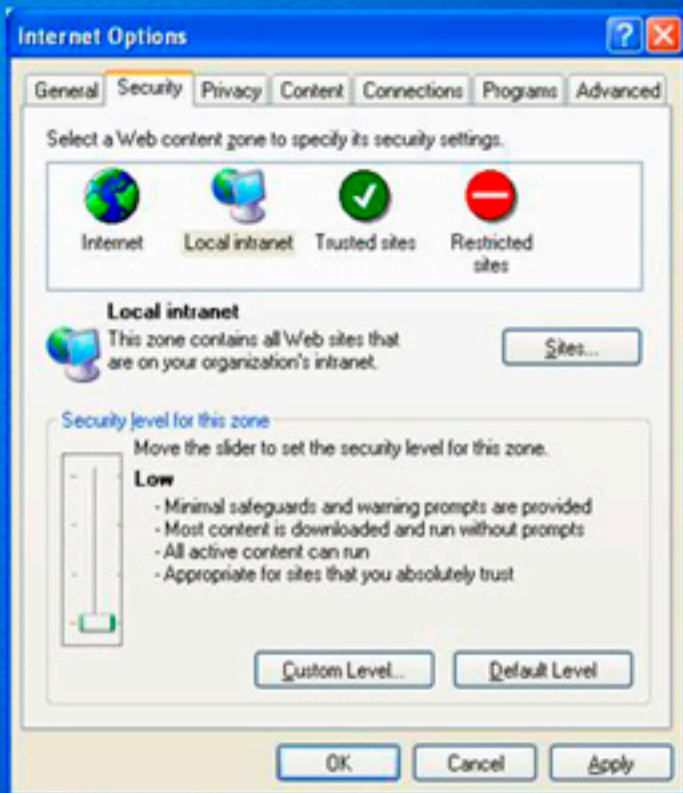 Internet Options
General Security Privacy Content Connections Programs Advanced
Select a Web content zone to specify its security settings.
Internet Local intranet Trusted sites Restricted sites
Local intranet
This zone contains all Web sites that
are on your organization's intranet.
Sites...
Security level for this zone
Move the slider to set the security level for this zone.
Low
- Minimal safeguards and warning prompts are provided
- Most content is downloaded and run without prompts
- All active content can run
- Appropriate for sites that you absolutely trust
Custom Level... Default Level
OK Cancel Apply